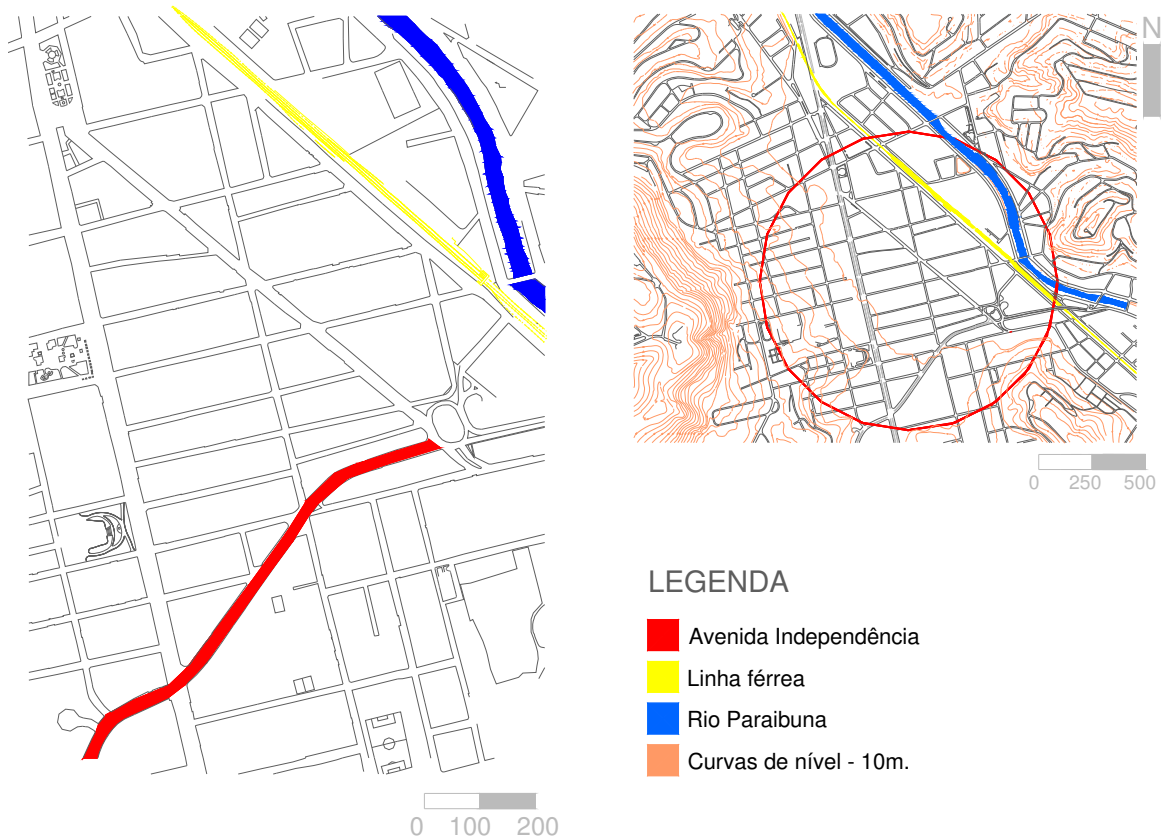 N
0 250 500
LEGENDA
Avenida Independência
Linha férrea
Rio Paraibuna
Curvas de nível - 10m.
0 100 200